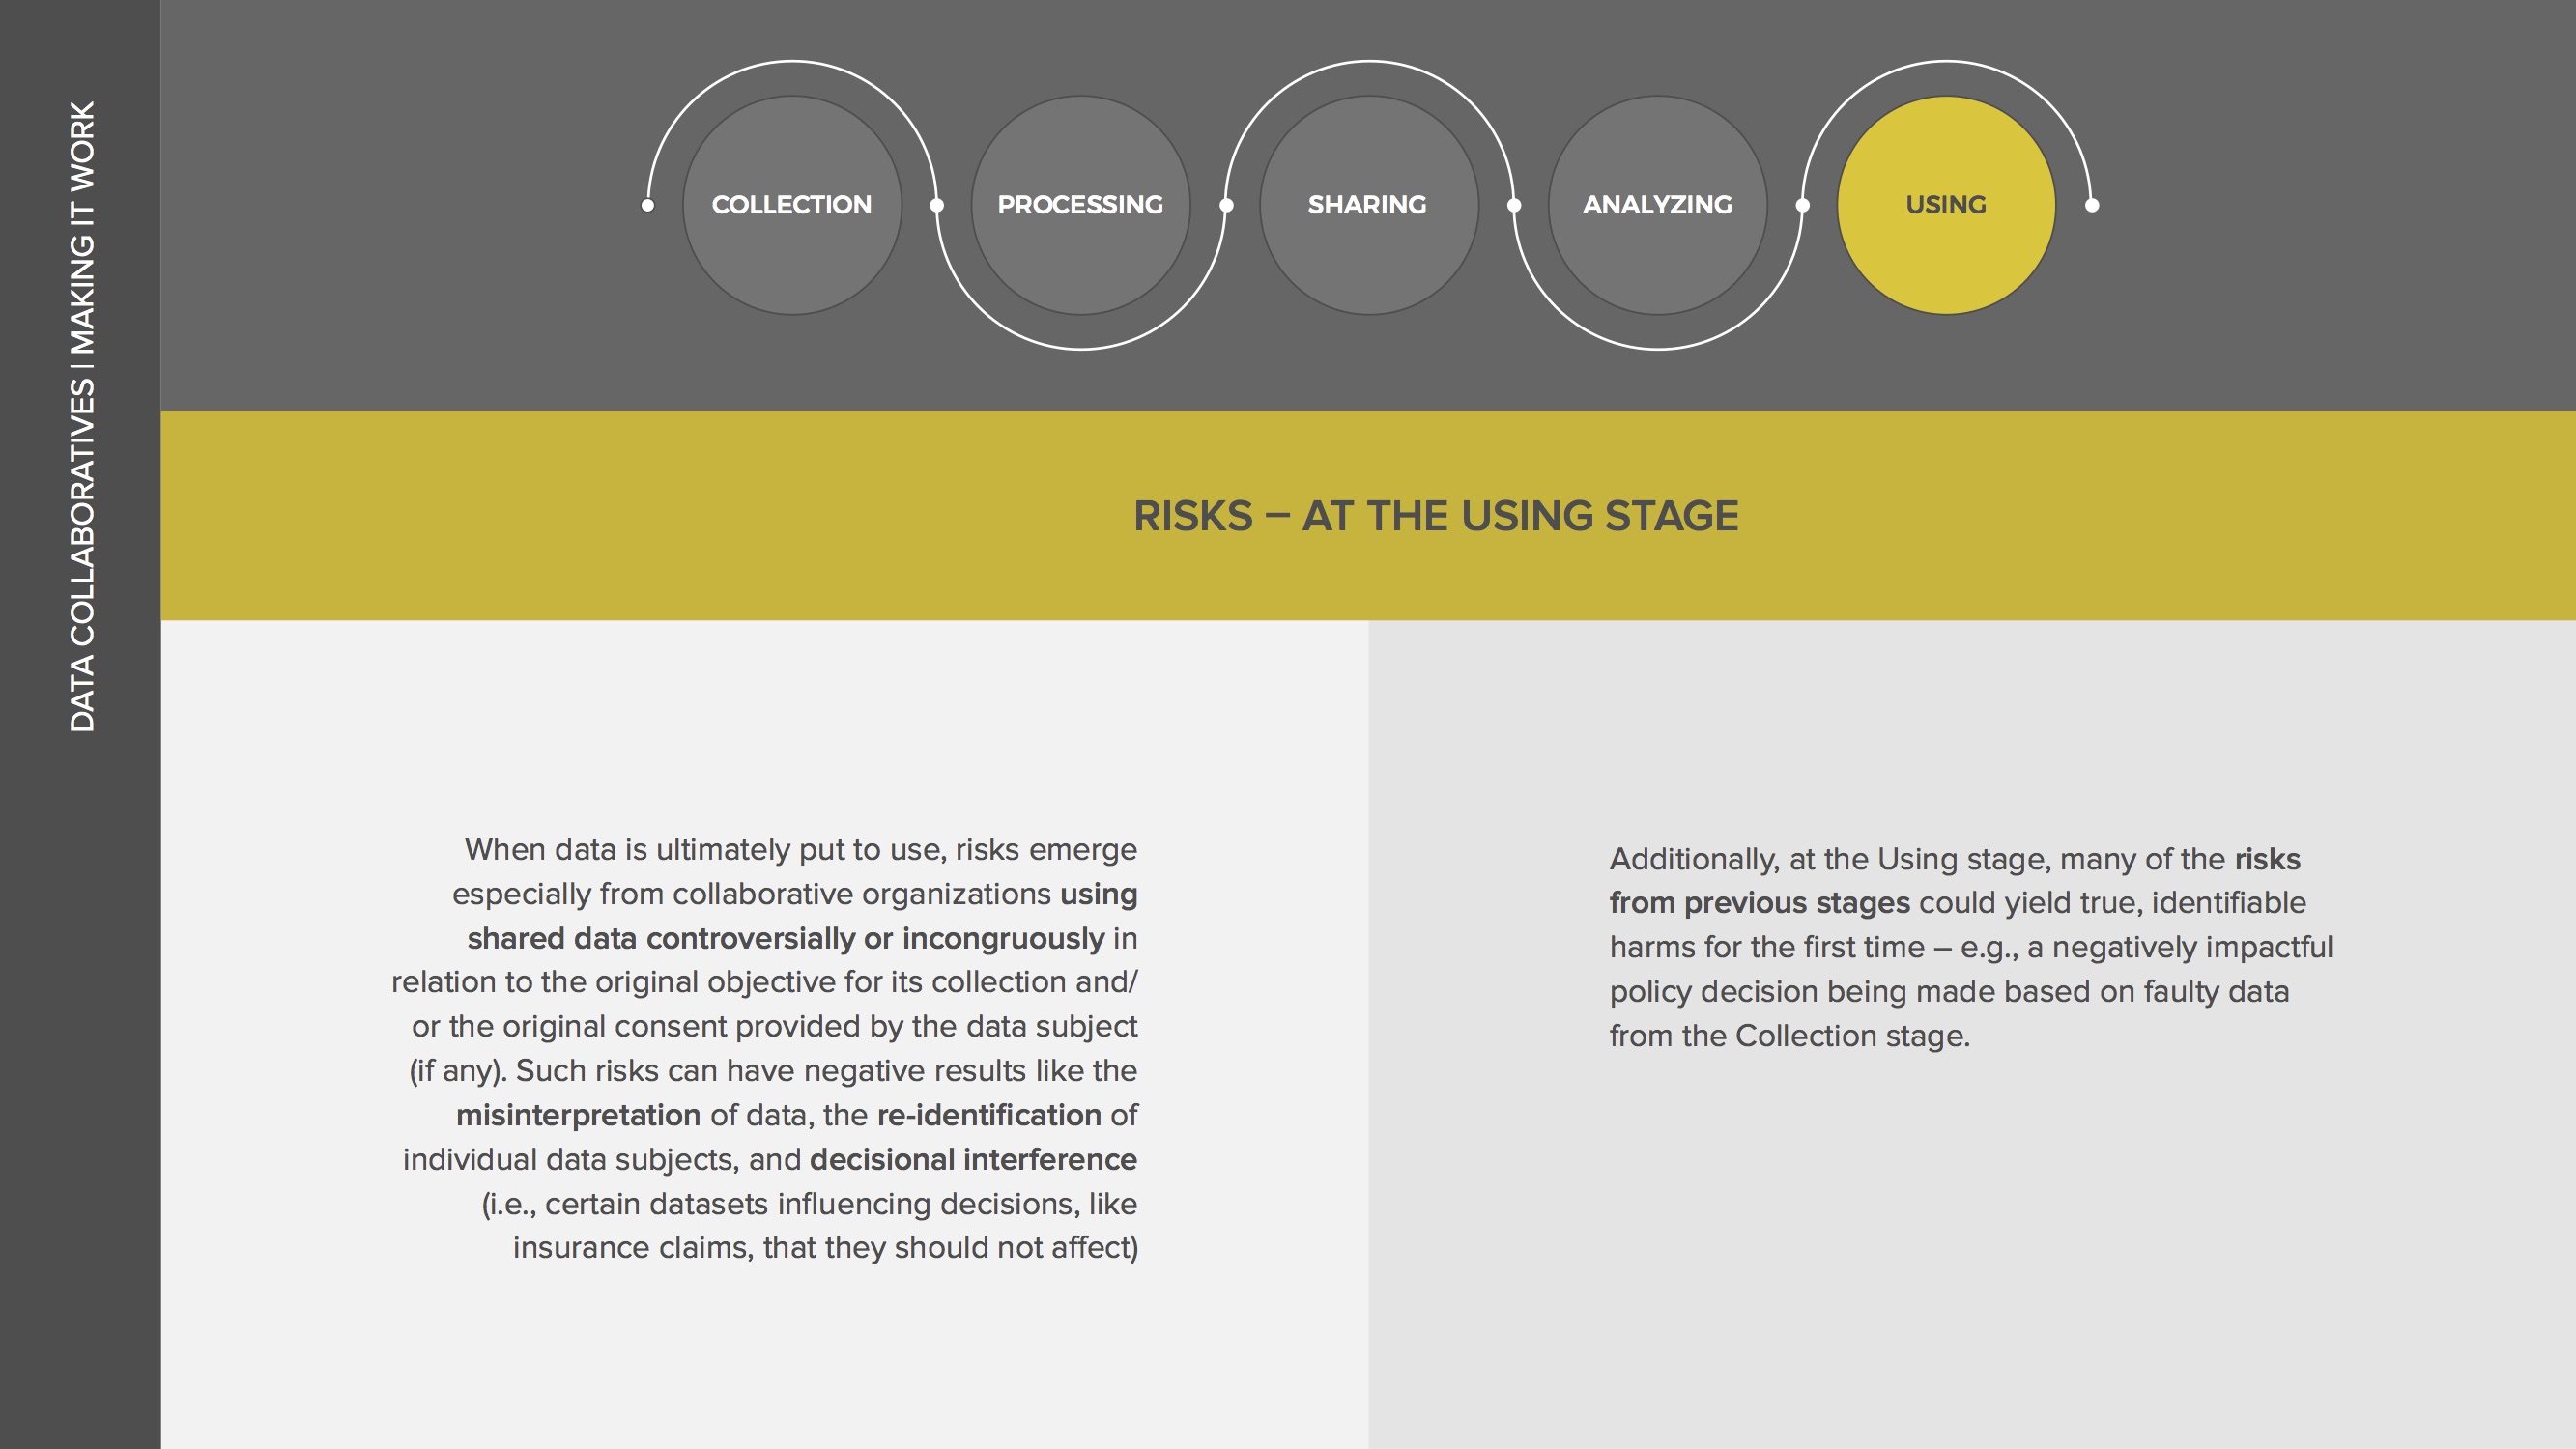 DATA COLLABORATIVES | MAKING IT WORK
COLLECTION
PROCESSING
SHARING
ANALYZING
USING
RISKS – AT THE USING STAGE
When data is ultimately put to use, risks emerge
especially from collaborative organizations using
shared data controversially or incongruously in
relation to the original objective for its collection and/
or the original consent provided by the data subject
(if any). Such risks can have negative results like the
misinterpretation of data, the re-identification of
individual data subjects, and decisional interference
(i.e., certain datasets influencing decisions, like
insurance claims, that they should not affect)
Additionally, at the Using stage, many of the risks
from previous stages could yield true, identifiable
harms for the first time – e.g., a negatively impactful
policy decision being made based on faulty data
from the Collection stage.